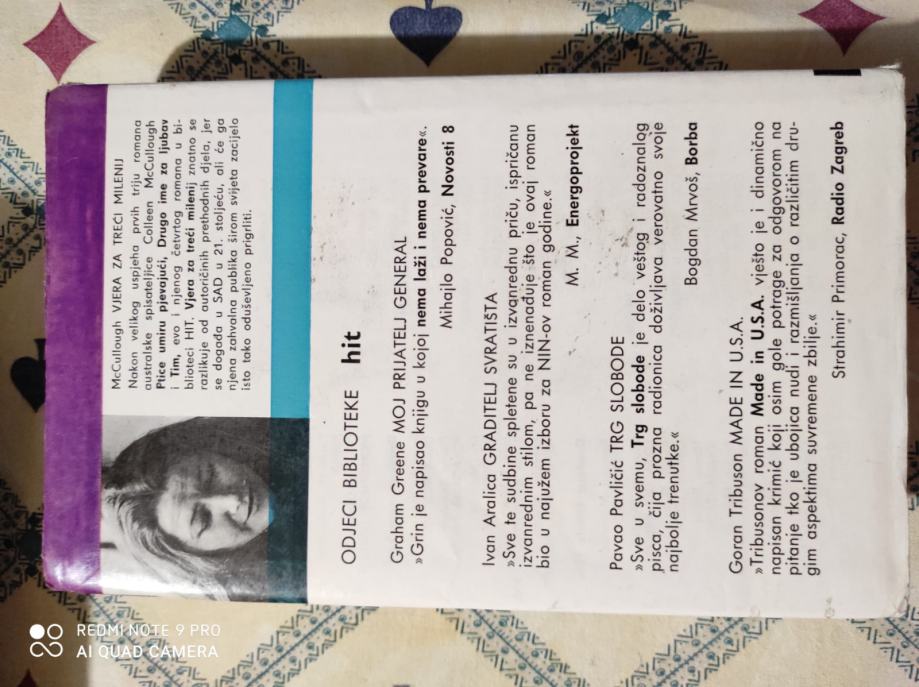 McCullough VJERA ZA TREĆI MILENIJ
Nakon velikog uspjeha prvih triju romana
australske spisateljice Colleen McCullough
Ptice umiru pjevajući, Drugo ime za ljubav
i Tim, evo i njenog četvrtog romana u bi-
blioteci HIT. Vjera za treći milenij znatno se
razlikuje od autoričinih prethodnih djela, jer
se događa u SAD u 21. stoljeću, ali će ga
njena zahvalna publika širom svijeta zacijelo
isto tako oduševljeno prigrliti.
ODJECI BIBLIOTEKE hit
Graham Greene MOJ PRIJATELJ GENERAL
»Grin je napisao knjigu u kojoj nema laži i nema prevare«.
Mihajlo Popović, Novosti 8
Ivan Aralica GRADITELJ SVRATIŠTA
»Sve te sudbine spletene su u izvanrednu priču, ispričanu
izvanrednim stilom, pa ne iznenađuje što je ovaj roman
bio u najužem izboru za NIN-ov roman godine.«
M. M., Energoprojekt
Pavao Pavličić TRG SLOBODE
»Sve u svemu, Trg slobode je delo veštog i radoznalog
pisca, čija prozna radionica doživljava verovatno svoje
najbolje trenutke.«
Bogdan Mrvoš, Borba
Goran Tribuson MADE IN U.S.A.
»Tribusonov roman Made in U.S.A. vješto je i dinamično
napisan krimić koji osim gole potrage za odgovorom na
pitanje tko je ubojica nudi i razmišljanja o različitim dru-
gim aspektima suvremene zbilje.«
Strahimir Primorac, Radio Zagreb
REDMI NOTE 9 PRO
AI QUAD CAMERA